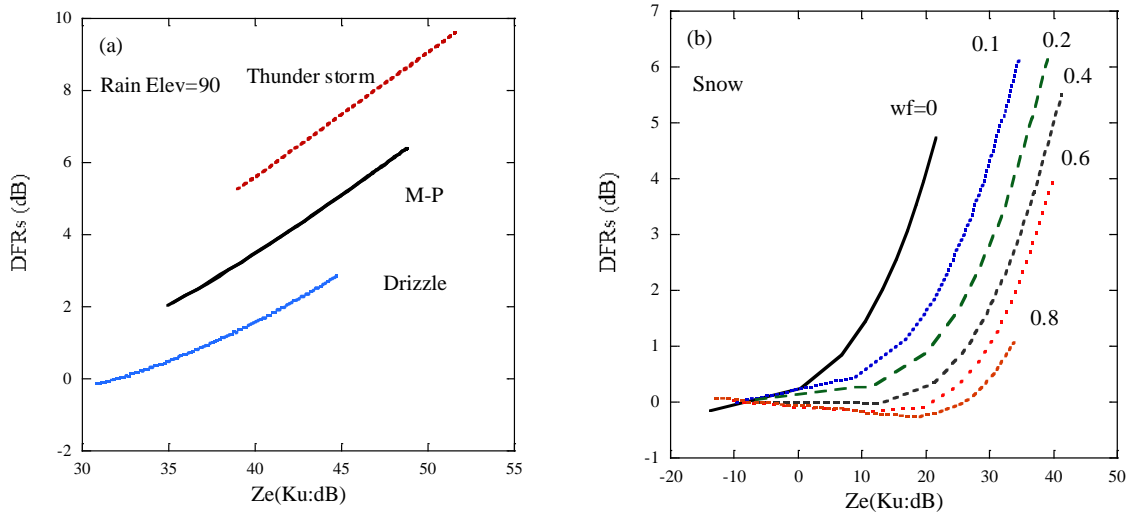 (a)
Rain Elev=90
Thunder storm
M-P
Drizzle
DFRs (dB)
10
8
6
4
2
0
-2
30 35 40 45 50 55
Ze(Ku:dB)
(b)
Snow
wf=0
0.1
0.2
0.4
0.6
0.8
DFRs (dB)
7
6
5
4
3
2
1
0
-1
-20 -10 0 10 20 30 40 50
Ze(Ku:dB)